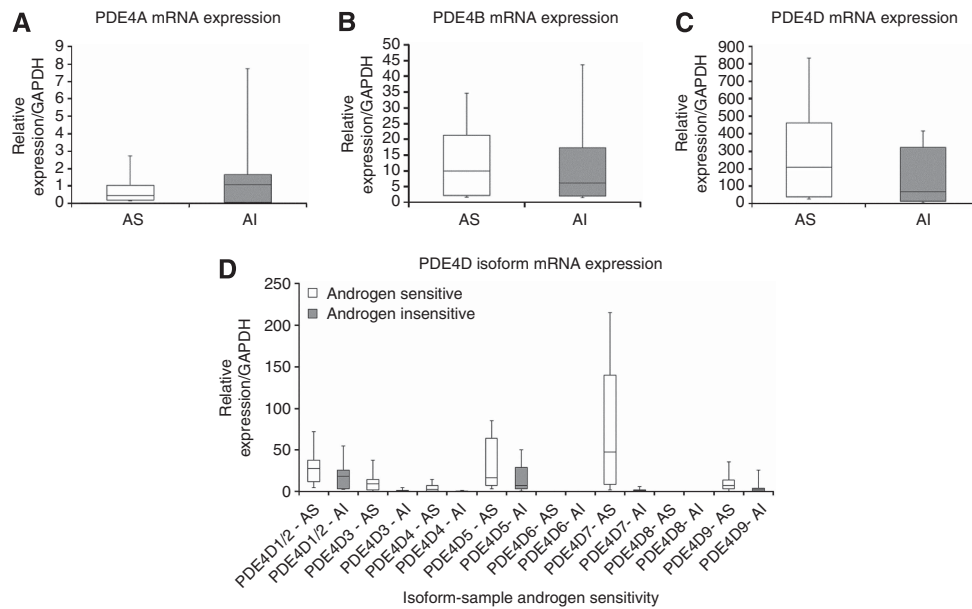 A
PDE4A mRNA expression
Relative
expression/GAPDH
9
8
7
6
5
4
3
2
1
0
AS
AI
B
PDE4B mRNA expression
Relative
expression/GAPDH
50
45
40
35
30
25
20
15
10
5
0
AS
AI
C
PDE4D mRNA expression
Relative
expression/GAPDH
900
800
700
600
500
400
300
200
100
0
AS
AI
D
PDE4D isoform mRNA expression
Relative
expression/GAPDH
250
200
150
100
50
0
Androgen sensitive
Androgen insensitive
PDE4D1/2 - AS
PDE4D1/2 - AI
PDE4D3 - AS
PDE4D3 - AI
PDE4D4 - AS
PDE4D4 - AI
PDE4D5 - AS
PDE4D5- AI
PDE4D6- AS
PDE4D6- AI
PDE4D7- AS
PDE4D7- AI
PDE4D8- AS
PDE4D8- AI
PDE4D9- AS
PDE4D9- AI
Isoform-sample androgen sensitivity